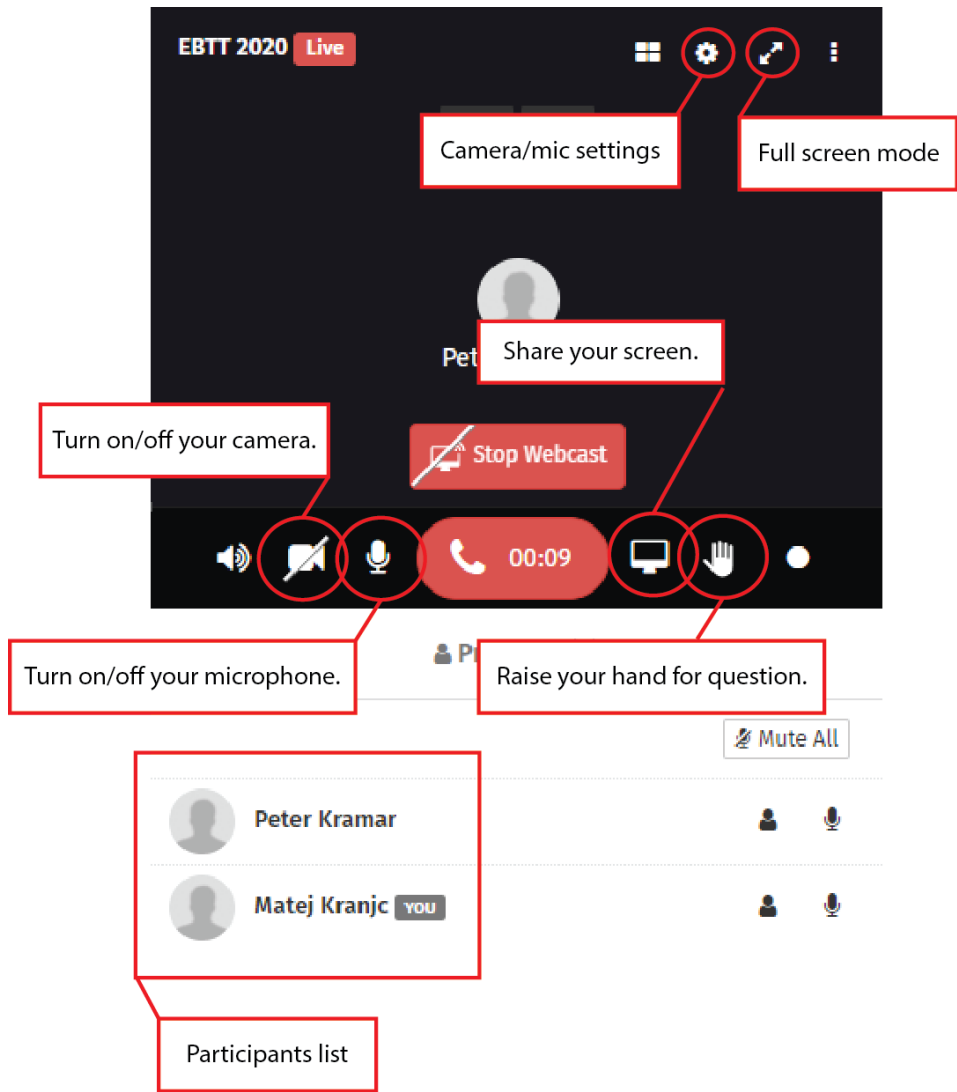 EBTT 2020 Live
Camera/mic settings
Full screen mode
Share your screen.
Turn on/off your camera.
Stop Webcast
00:09
Turn on/off your microphone.
Raise your hand for question.
Mute All
Peter Kramar
Matej Kranjc YOU
Participants list